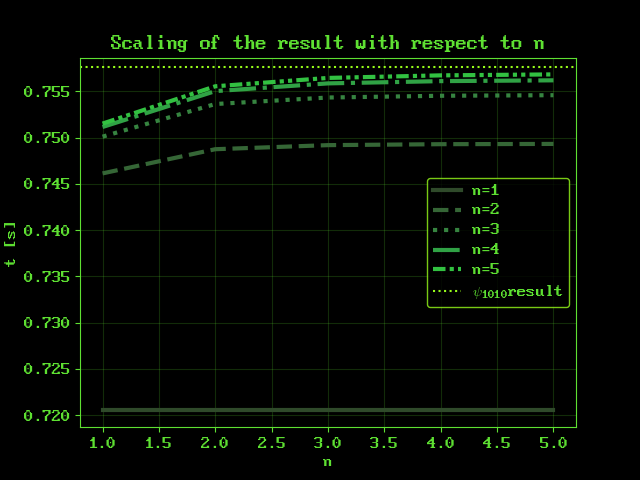 Scaling of the result with respect to n
0.755
0.750
0.745
0.740
0.735
0.730
0.725
0.720
t [s]
1.0 1.5 2.0 2.5 3.0 3.5 4.0 4.5 5.0
n
n=1
n=2
n=3
n=4
n=5
ψ₁₀₁₀result